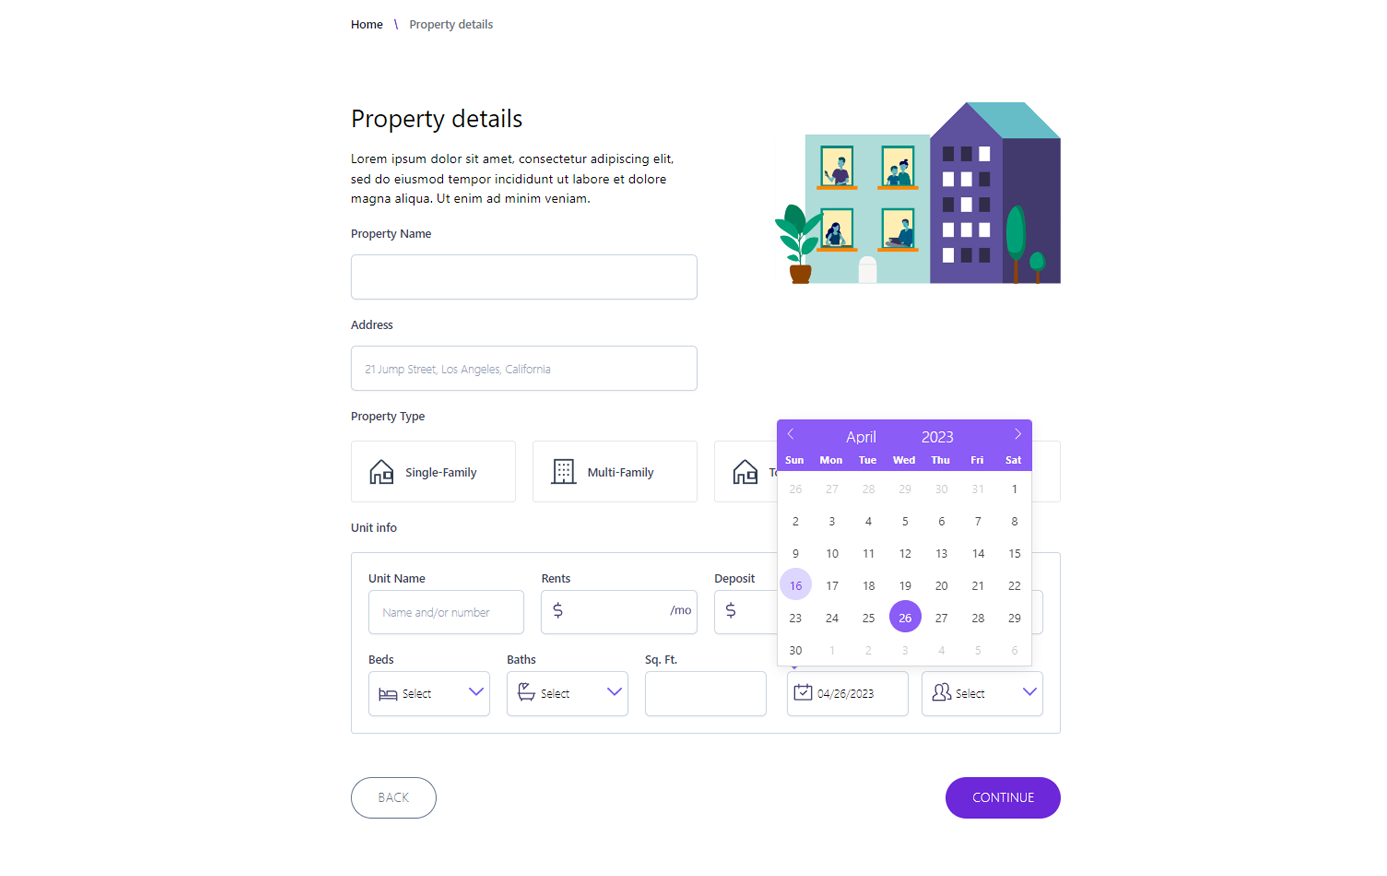 Home \ Property details
Property details
Lorem ipsum dolor sit amet, consectetur adipiscing elit,
sed do eiusmod tempor incididunt ut labore et dolore
magna aliqua. Ut enim ad minim veniam.
Property Name
Address
21 Jump Street, Los Angeles, California
Property Type
Single-Family
Multi-Family
April 2023
Sun Mon Tue Wed Thu Fri Sat
26 27 28 29 30 31 1
2 3 4 5 6 7 8
9 10 11 12 13 14 15
16 17 18 19 20 21 22
23 24 25 26 27 28 29
30 1 2 3 4 5 6
Unit info
Unit Name Rents Deposit
Name and/or number $ /mo $
Beds Baths Sq. Ft.
Select Select 04/26/2023 Select
BACK CONTINUE